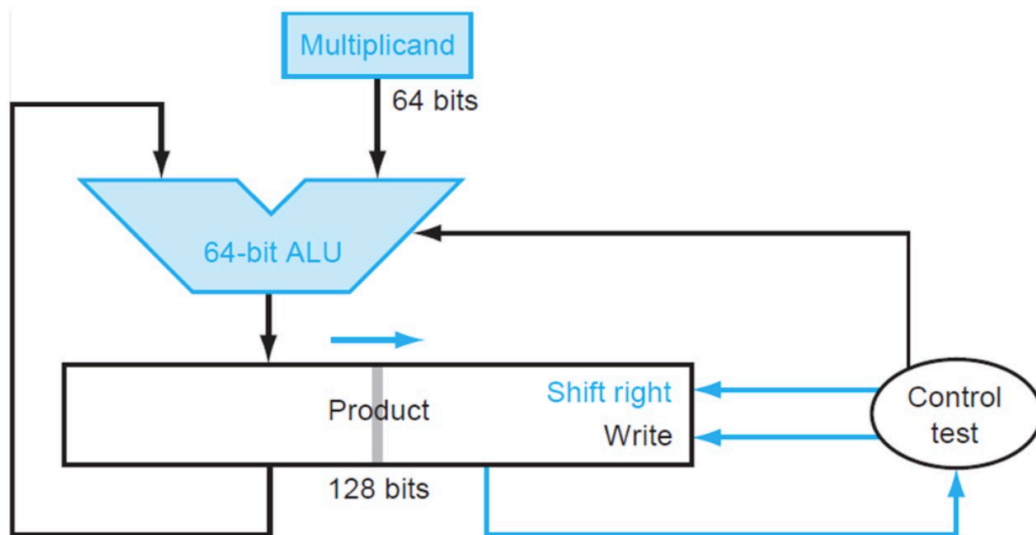 Multiplicand
64 bits
64-bit ALU
Product
Shift right
Write
128 bits
Control
test